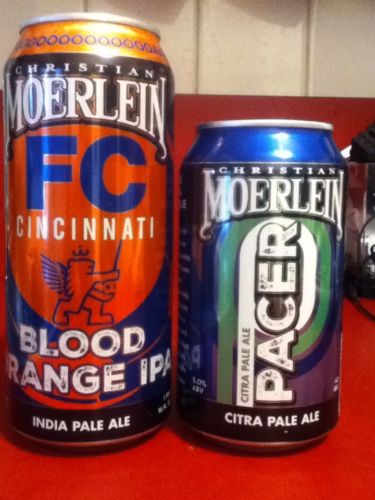 CHRISTIAN
MOERLEIN
FC
CINCINNATI
BLOOD
RANGE IPA
INDIA PALE ALE
CHRISTIAN
MOERLEIN
CITRA PALE ALE
PACER
5.0%
ABV
CITRA PALE ALE